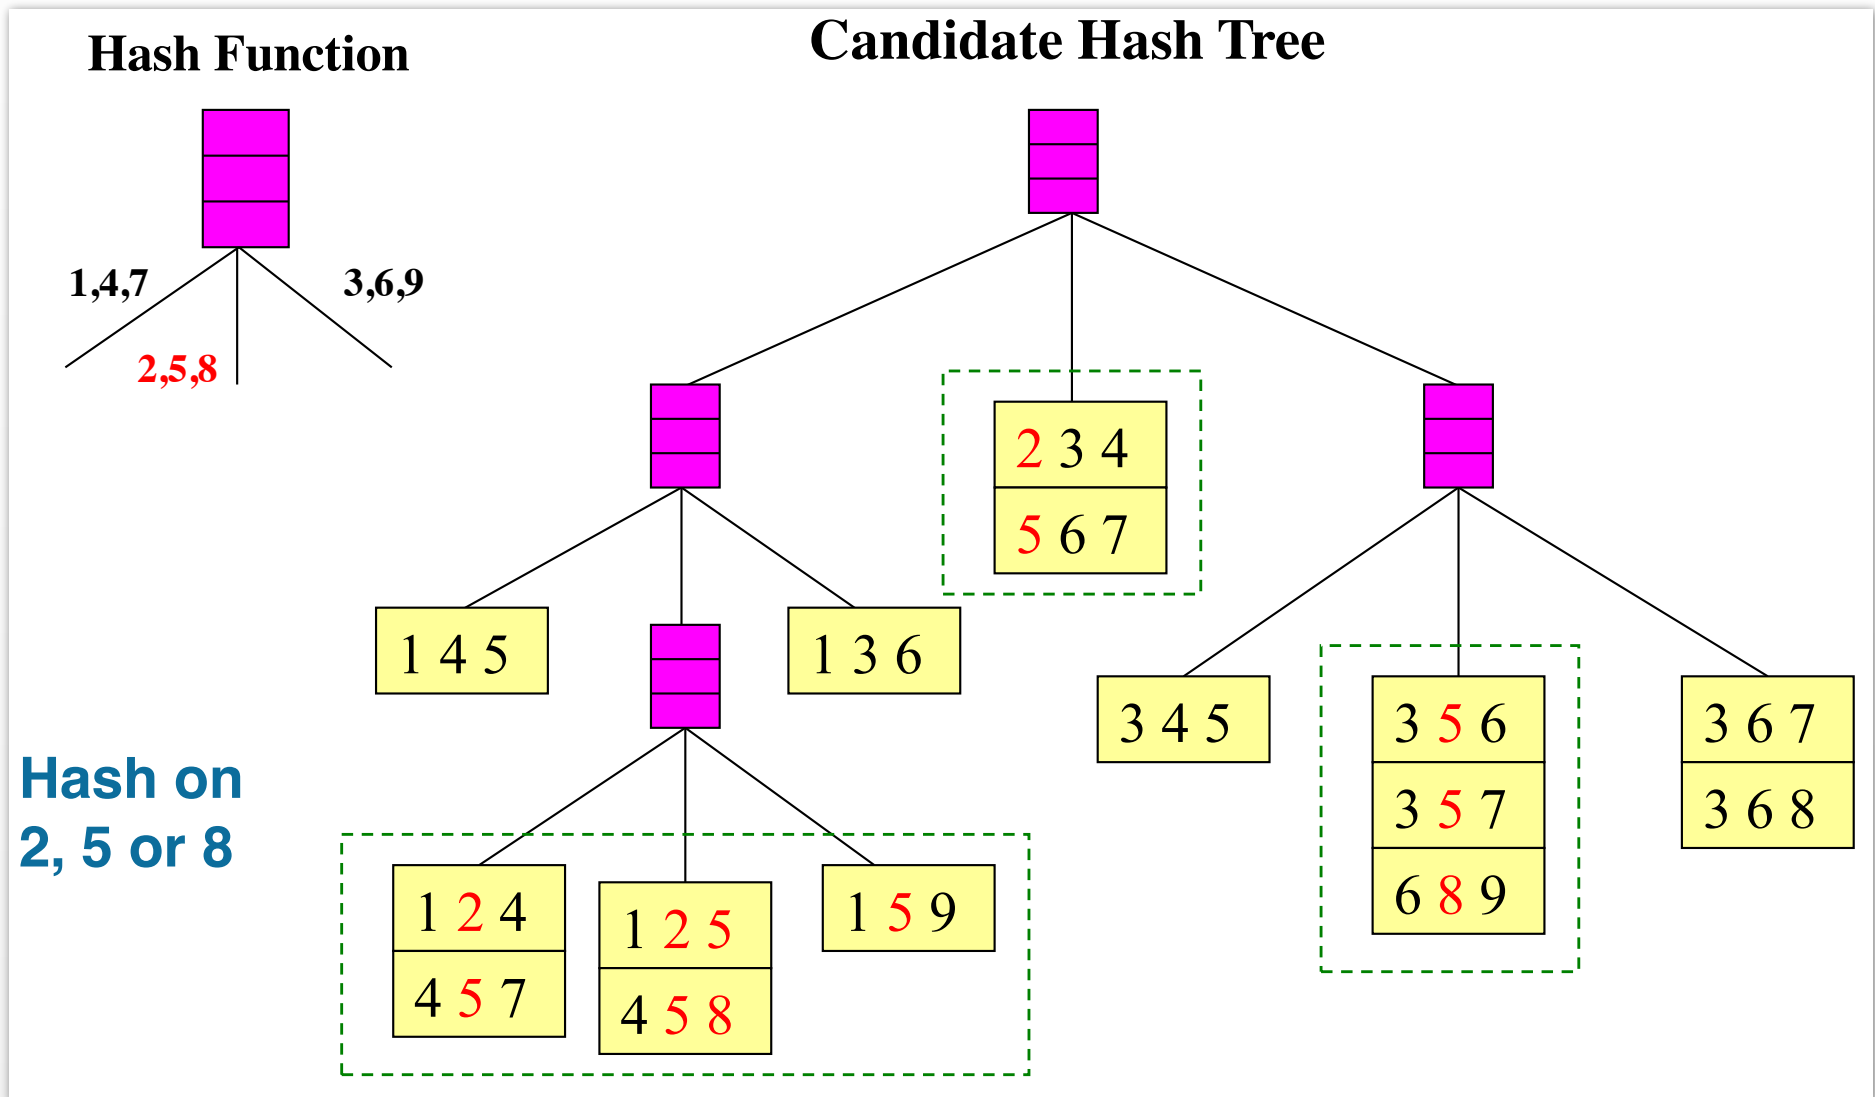 Hash Function
Candidate Hash Tree
1,4,7
3,6,9
2,5,8
2 3 4
5 6 7
1 4 5
1 3 6
3 4 5
3 5 6
3 5 7
6 8 9
3 6 7
3 6 8
Hash on
2, 5 or 8
1 2 4
4 5 7
1 2 5
4 5 8
1 5 9